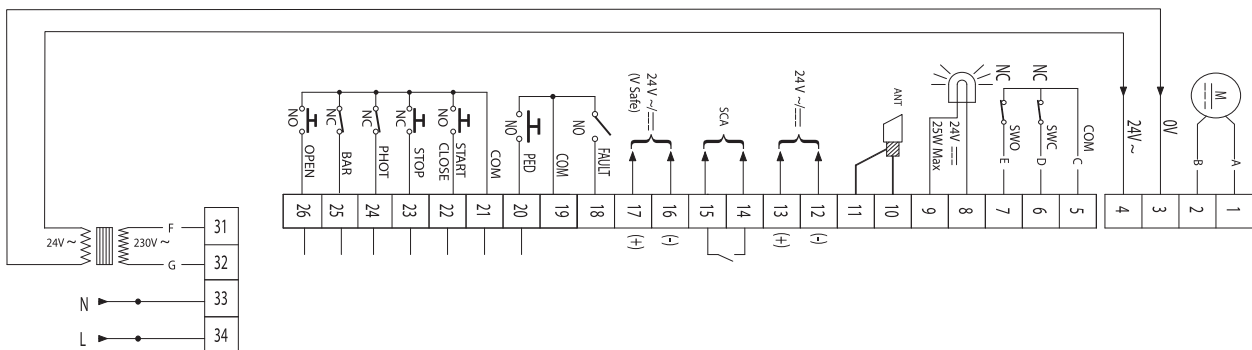 M
A
B
0V
24V ~
COM
C
NC
SWC
D
NC
SWO
E
24V
25W Max
ANT
24V ~/
SCA
24V ~/
(V Safe)
FAULT
NO
COM
NO
PED
COM
NO
START
CLOSE
NC
STOP
NC
PHOT
NC
BAR
NO
OPEN
26 25 24 23 22 21 20 19 18 17 16 15 14 13 12 11 10 9 8 7 6 5 4 3 2 1
(+) (-) (+) (-)
24V ~
230V ~
F
G
31
32
N 33
L 34